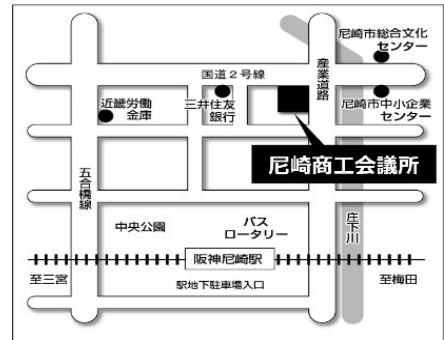 尼崎市総合文化
センター
国道2号線
産業道路
近畿労働
金庫
三井住友
銀行
尼崎市中小企業
センター
尼崎商工会議所
五合橋線
中央公園
バス
ロータリー
庄下川
阪神尼崎駅
至三宮
至梅田
駅地下駐車場入口